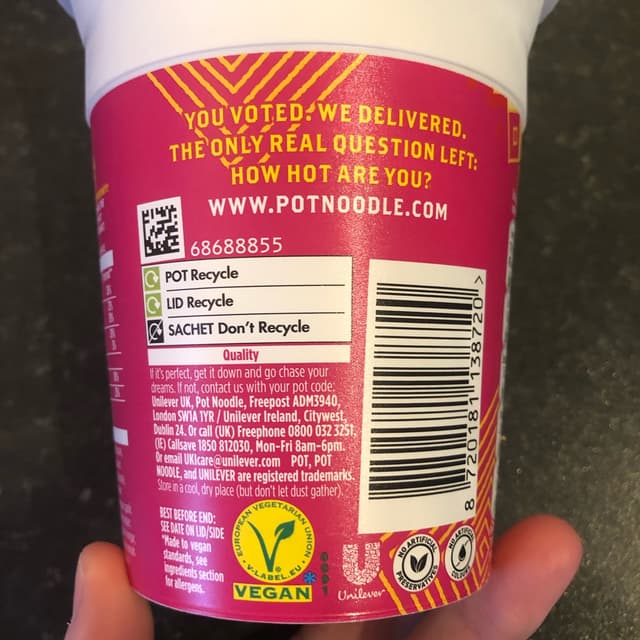 YOU VOTED. WE DELIVERED.
THE ONLY REAL QUESTION LEFT:
HOW HOT ARE YOU?
WWW.POTNOODLE.COM
68688855
POT Recycle
LID Recycle
SACHET Don't Recycle
Quality
If it's perfect, get it down and go chase your
dreams. If not, contact us with your pot code:
Unilever UK, Pot Noodle, Freepost ADM3940,
London SW1A 1YR / Unilever Ireland, Citywest,
Dublin 24. Or call (UK) Freephone 0800 032 3251,
(IE) Callsave 1850 812030, Mon-Fri 8am-6pm.
Or email UKIcare@unilever.com POT, POT
NOODLE, and UNILEVER are registered trademarks.
Store in a cool, dry place (but don't let dust gather).
BEST BEFORE END:
SEE DATE ON LID/SIDE
*Made to vegan
standards, see
ingredients section
for allergens.
EUROPEAN VEGETARIAN UNION
V-LABEL.EU
VEGAN*
Unilever
NO ARTIFICIAL
PRESERVATIVES
NO ARTIFICIAL
COLOURS
8 720181 138720 >